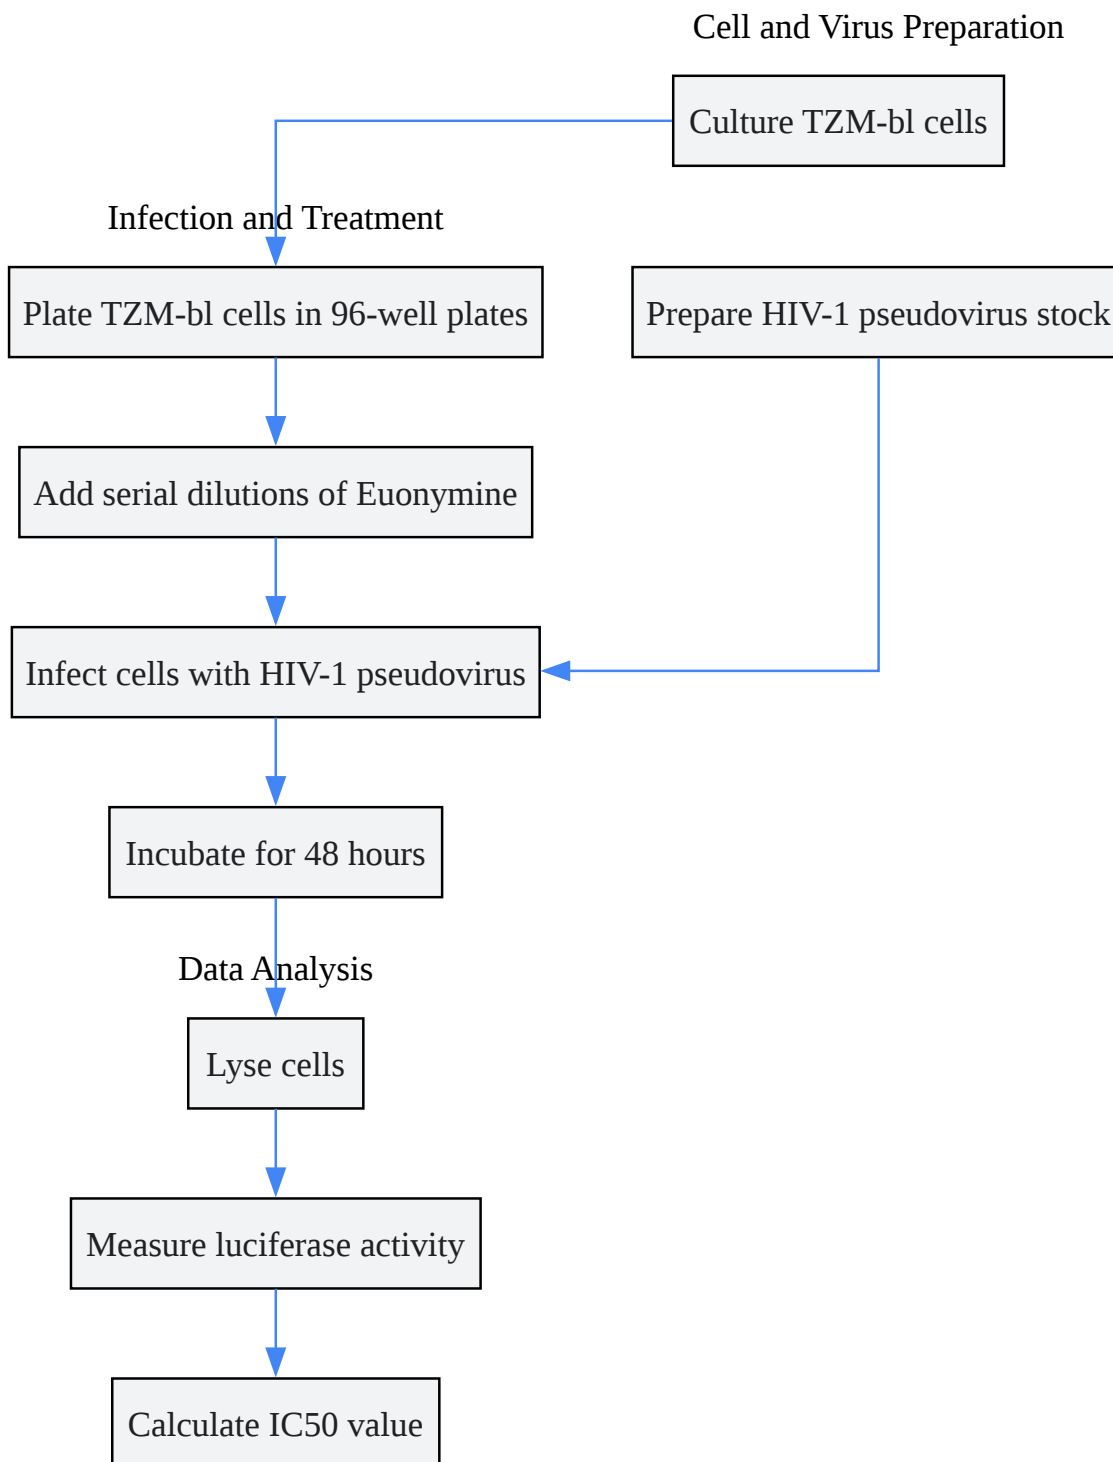 Cell and Virus Preparation
Culture TZM-bl cells
Infection and Treatment
Plate TZM-bl cells in 96-well plates
Prepare HIV-1 pseudovirus stock
Add serial dilutions of Euonymine
Infect cells with HIV-1 pseudovirus
Incubate for 48 hours
Data Analysis
Lyse cells
Measure luciferase activity
Calculate IC50 value